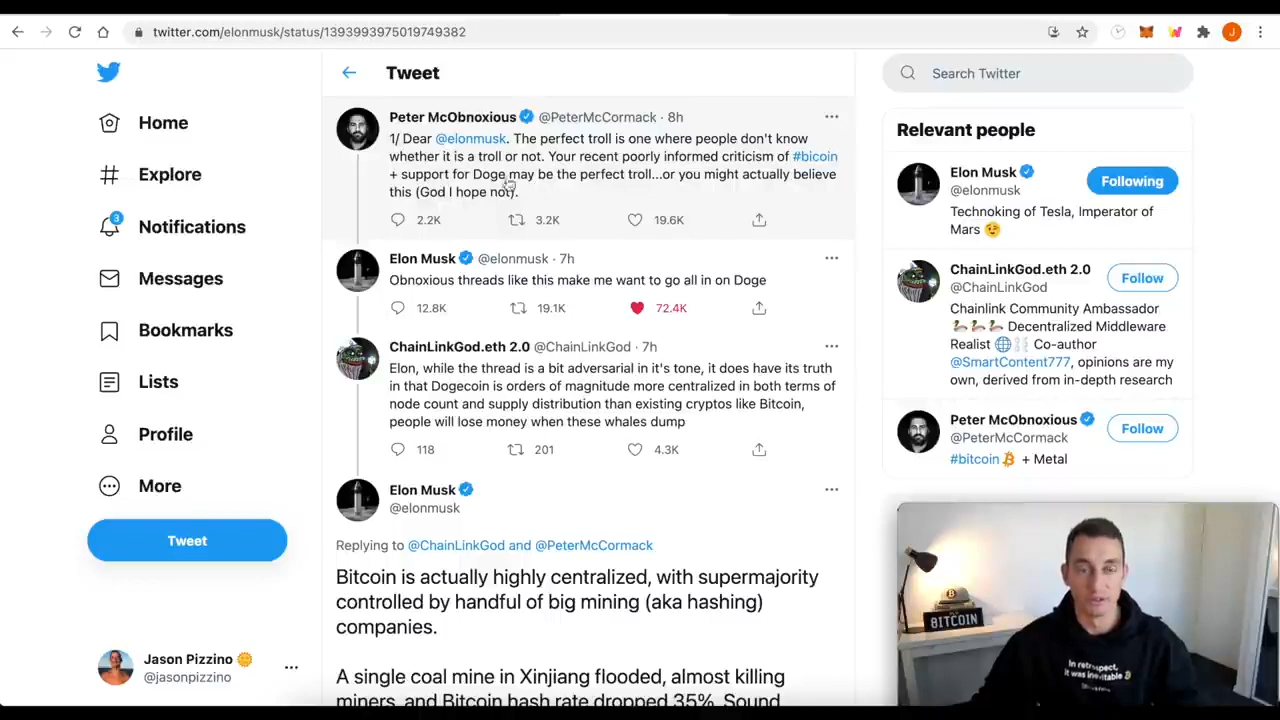 twitter.com/elonmusk/status/1393993975019749382
J
Home
Explore
3
Notifications
Messages
Bookmarks
Lists
Profile
More
Tweet
Jason Pizzino
@jasonpizzino
Tweet
Peter McObnoxious @PeterMcCormack · 8h
1/ Dear @elonmusk. The perfect troll is one where people don't know
whether it is a troll or not. Your recent poorly informed criticism of #bicoin
+ support for Doge may be the perfect troll...or you might actually believe
this (God I hope not).
2.2K 3.2K 19.6K
Elon Musk @elonmusk · 7h
Obnoxious threads like this make me want to go all in on Doge
12.8K 19.1K 72.4K
ChainLinkGod.eth 2.0 @ChainLinkGod · 7h
Elon, while the thread is a bit adversarial in it's tone, it does have its truth
in that Dogecoin is orders of magnitude more centralized in both terms of
node count and supply distribution than existing cryptos like Bitcoin,
people will lose money when these whales dump
118 201 4.3K
Elon Musk
@elonmusk
Replying to @ChainLinkGod and @PeterMcCormack
Bitcoin is actually highly centralized, with supermajority
controlled by handful of big mining (aka hashing)
companies.
A single coal mine in Xinjiang flooded, almost killing
miners, and Bitcoin hash rate dropped 35%. Sound
Search Twitter
Relevant people
Elon Musk
@elonmusk
Following
Technoking of Tesla, Imperator of
Mars 😉
ChainLinkGod.eth 2.0
@ChainLinkGod
Follow
Chainlink Community Ambassador
🦆🦆🦆 Decentralized Middleware
Realist 🌐⛓️ Co-author
@SmartContent777, opinions are my
own, derived from in-depth research
Peter McObnoxious
@PeterMcCormack
Follow
#bitcoin + Metal
BITCOIN
In retrospect,
it was inevitable